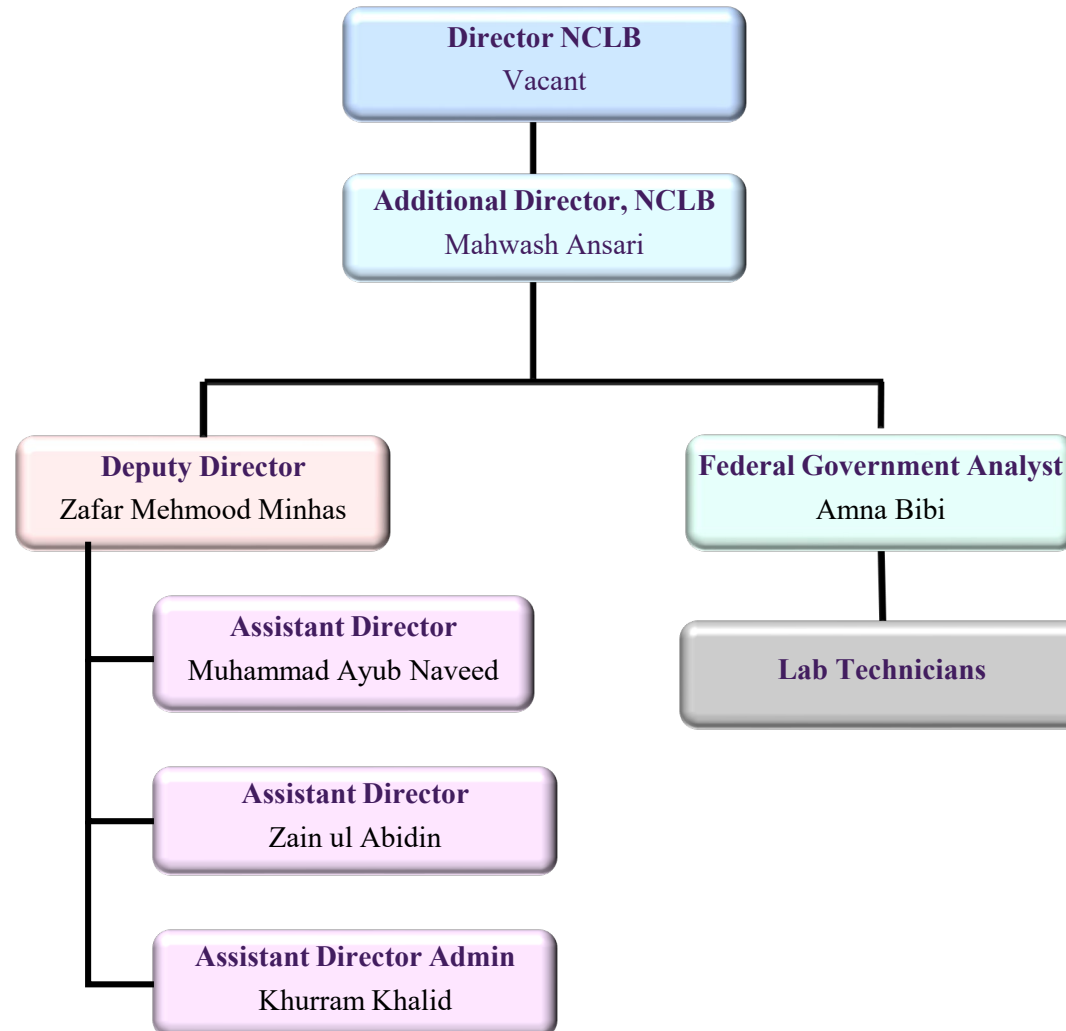 Director NCLB
Vacant
Additional Director, NCLB
Mahwash Ansari
Deputy Director
Zafar Mehmood Minhas
Federal Government Analyst
Amna Bibi
Assistant Director
Muhammad Ayub Naveed
Lab Technicians
Assistant Director
Zain ul Abidin
Assistant Director Admin
Khurram Khalid